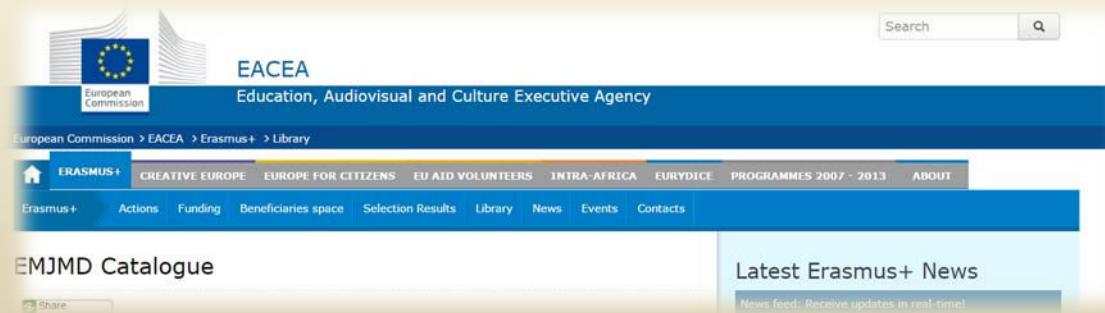 Search
European
Commission
EACEA
Education, Audiovisual and Culture Executive Agency
European Commission > EACEA > Erasmus+ > Library
ERASMUS+ CREATIVE EUROPE EUROPE FOR CITIZENS EU AID VOLUNTEERS INTRA-AFRICA EURYDICE PROGRAMMES 2007 - 2013 ABOUT
Erasmus+ Actions Funding Beneficiaries space Selection Results Library News Events Contacts
EMJMD Catalogue
Latest Erasmus+ News
Share
News feed: Receive updates in real-time!